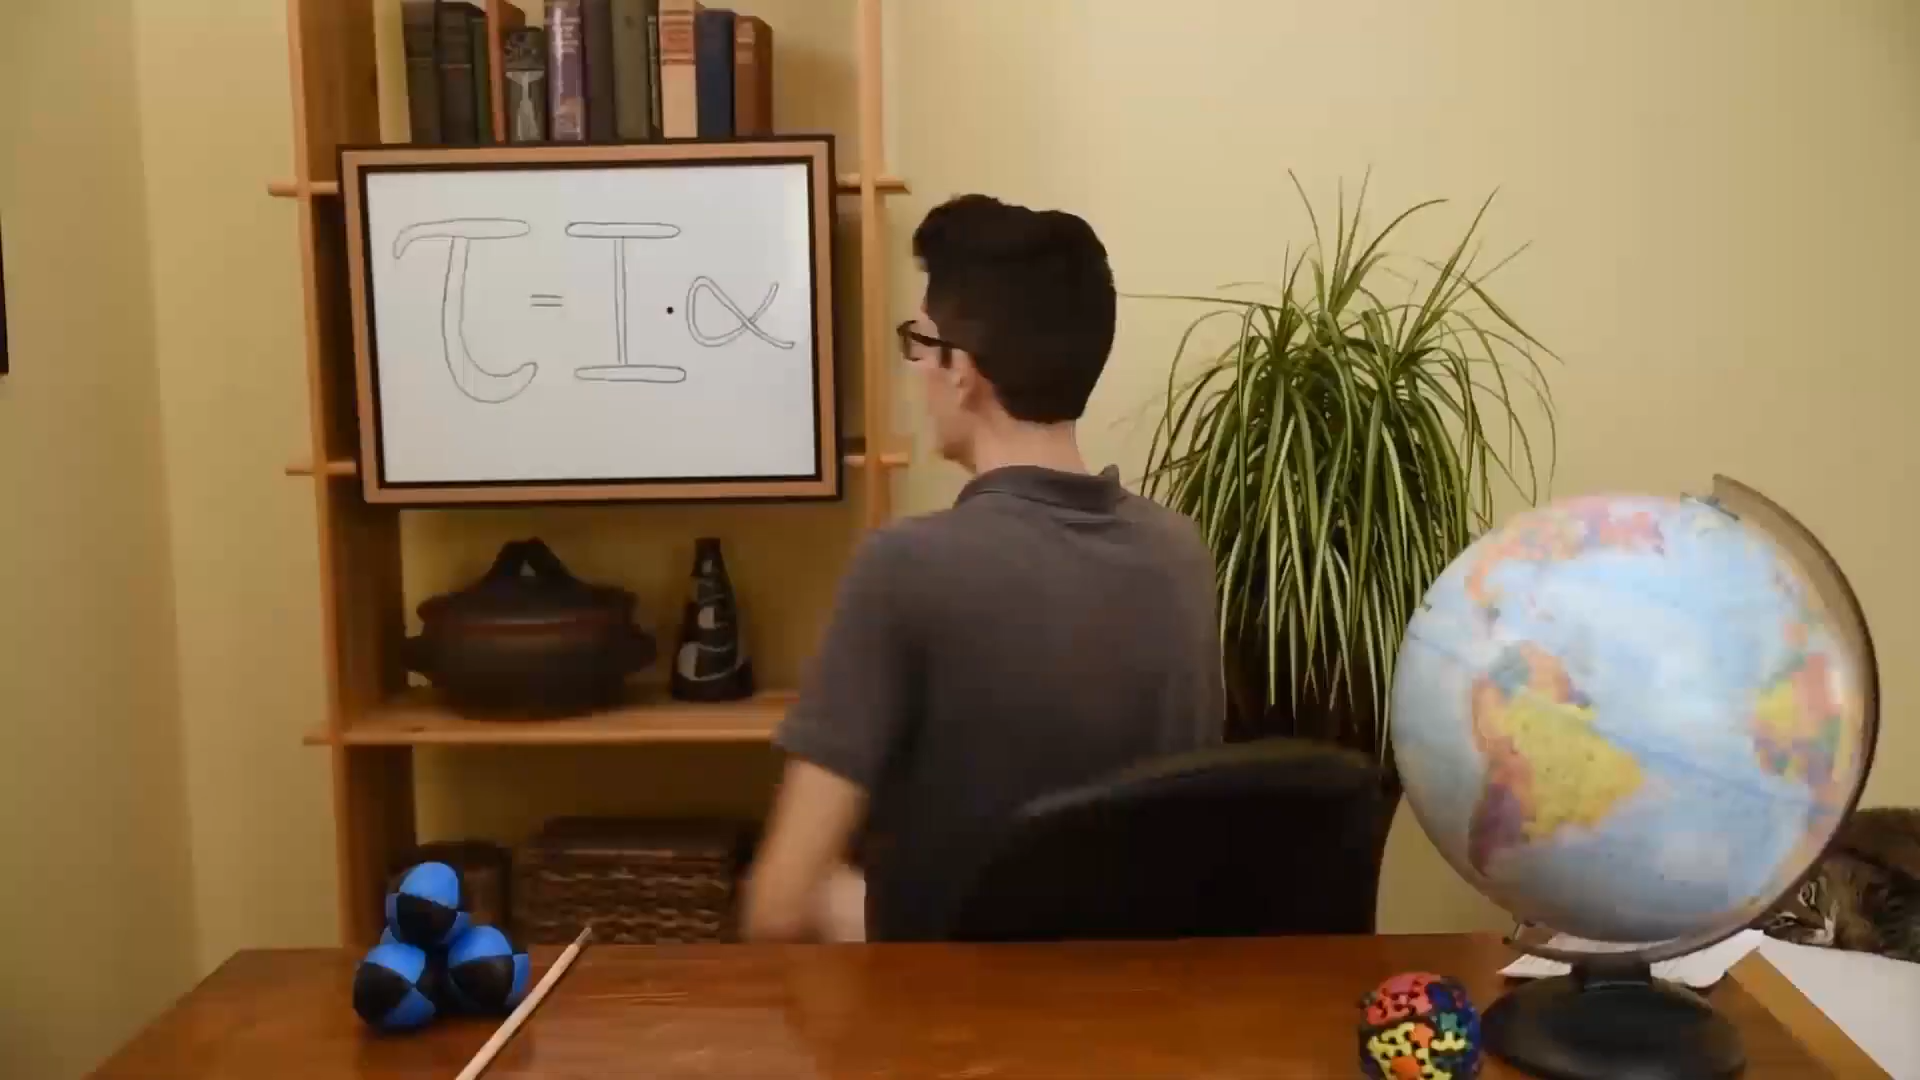 τ = I · α